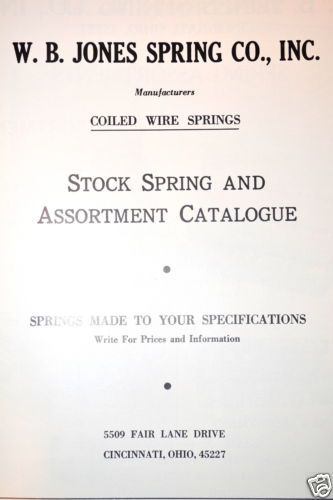 W. B. JONES SPRING CO., INC.
Manufacturers
COILED WIRE SPRINGS
STOCK SPRING AND
ASSORTMENT CATALOGUE
SPRINGS MADE TO YOUR SPECIFICATIONS
Write For Prices and Information
5509 FAIR LANE DRIVE
CINCINNATI, OHIO, 45227